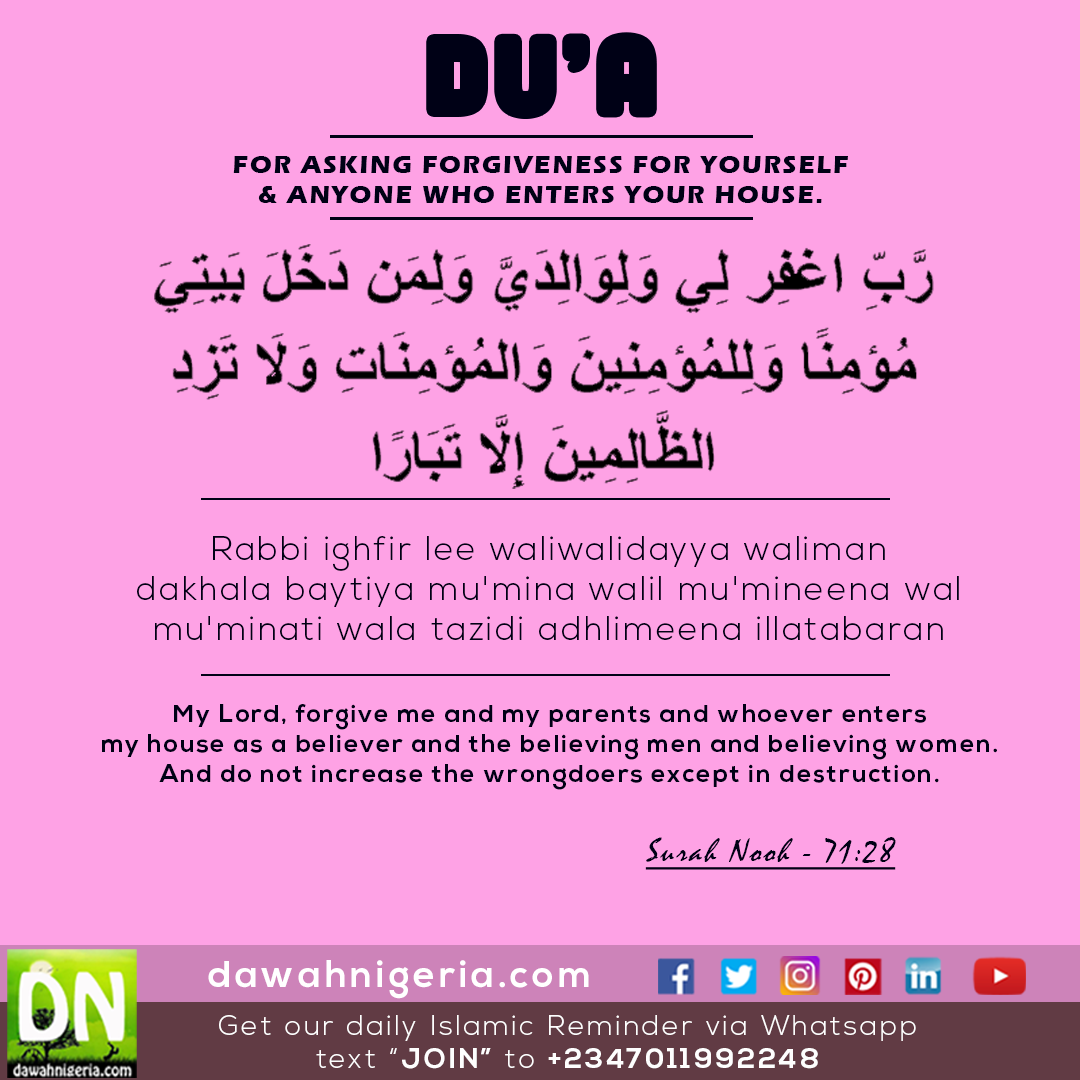 DU'A
FOR ASKING FORGIVENESS FOR YOURSELF
& ANYONE WHO ENTERS YOUR HOUSE.
رَّبِّ اغفِر لِي وَلِوَالِدَيَّ وَلِمَن دَخَلَ بَيتِيَ
مُؤمِنًا وَلِلمُؤمِنِينَ وَالمُؤمِنَاتِ وَلَا تَزِدِ
الظَّالِمِينَ إِلَّا تَبَارًا
Rabbi ighfir lee waliwalidayya waliman
dakhala baytiya mu'mina walil mu'mineena wal
mu'minati wala tazidi adhlimeena illatabaran
My Lord, forgive me and my parents and whoever enters
my house as a believer and the believing men and believing women.
And do not increase the wrongdoers except in destruction.
Surah Nooh - 71:28
DN
dawahnigeria.com
dawahnigeria.com
Get our daily Islamic Reminder via Whatsapp
text “JOIN” to +2347011992248